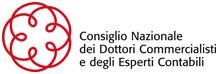 Consiglio Nazionale
dei Dottori Commercialisti
e degli Esperti Contabili